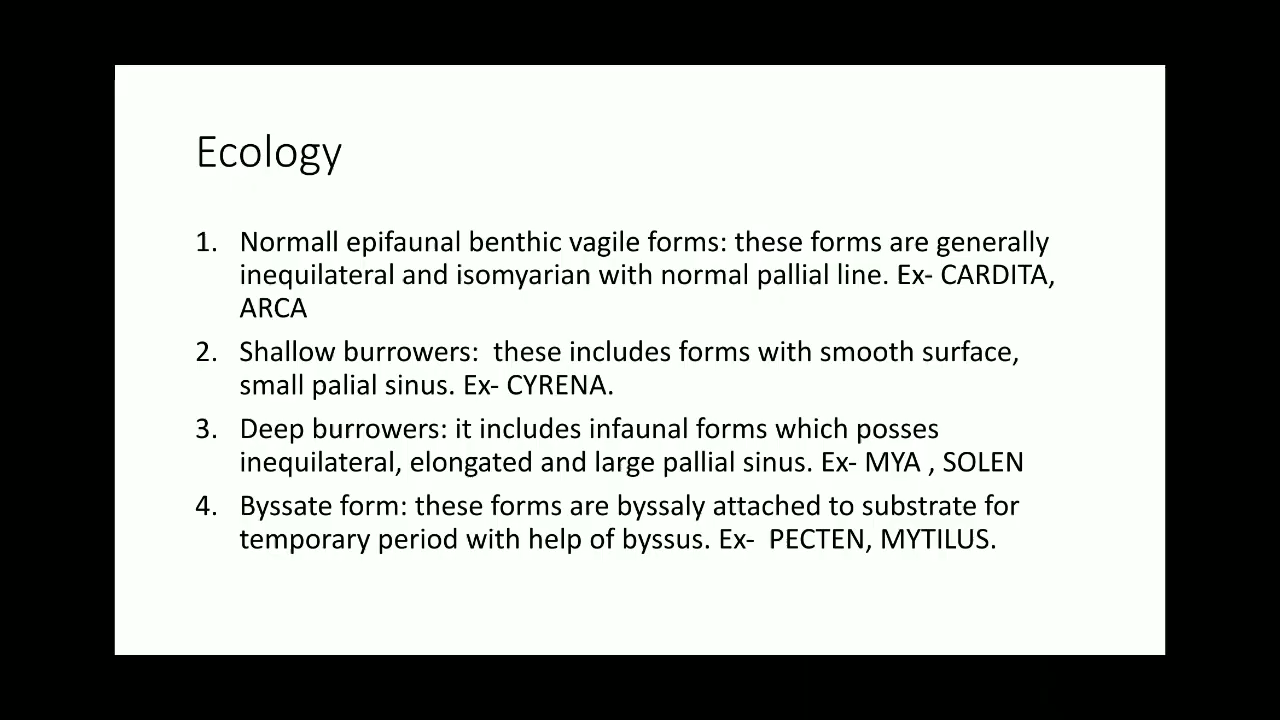 Ecology
1. Normall epifaunal benthic vagile forms: these forms are generally
inequilateral and isomyarian with normal pallial line. Ex- CARDITA,
ARCA
2. Shallow burrowers:  these includes forms with smooth surface,
small palial sinus. Ex- CYRENA.
3. Deep burrowers: it includes infaunal forms which posses
inequilateral, elongated and large pallial sinus. Ex- MYA , SOLEN
4. Byssate form: these forms are byssaly attached to substrate for
temporary period with help of byssus. Ex-  PECTEN, MYTILUS.